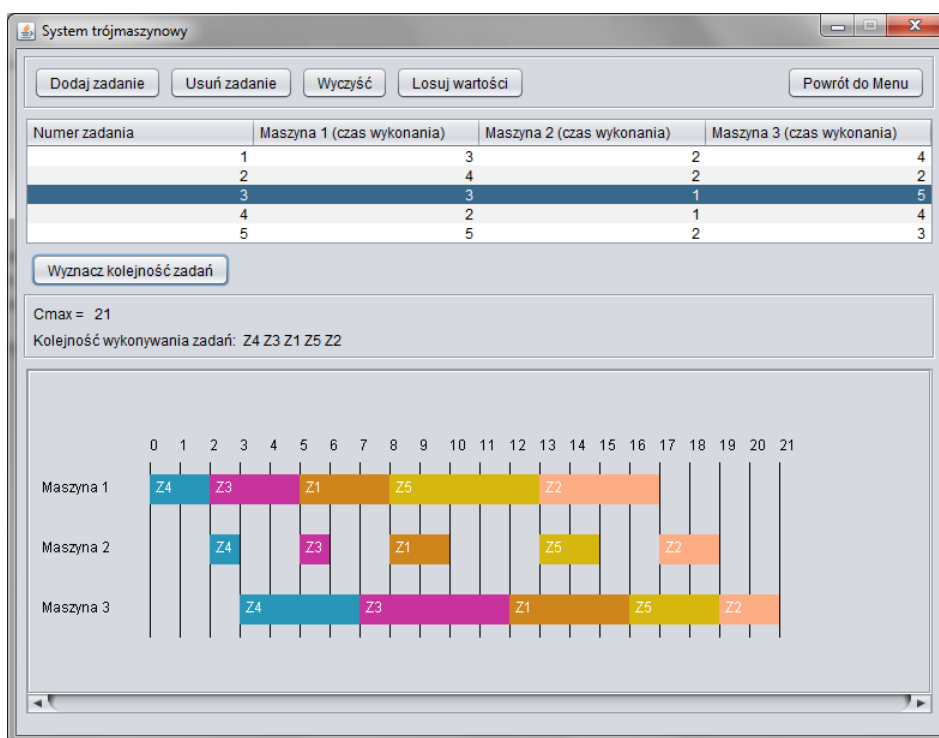 System trójmaszynowy
Dodaj zadanie Usuń zadanie Wyczyść Losuj wartości Powrót do Menu
Numer zadania Maszyna 1 (czas wykonania) Maszyna 2 (czas wykonania) Maszyna 3 (czas wykonania)
1 3 2 4
2 4 2 2
3 3 1 5
4 2 1 4
5 5 2 3
Wyznacz kolejność zadań
Cmax = 21
Kolejność wykonywania zadań: Z4 Z3 Z1 Z5 Z2
0 1 2 3 4 5 6 7 8 9 10 11 12 13 14 15 16 17 18 19 20 21
Maszyna 1 Z4 Z3 Z1 Z5 Z2
Maszyna 2 Z4 Z3 Z1 Z5 Z2
Maszyna 3 Z4 Z3 Z1 Z5 Z2